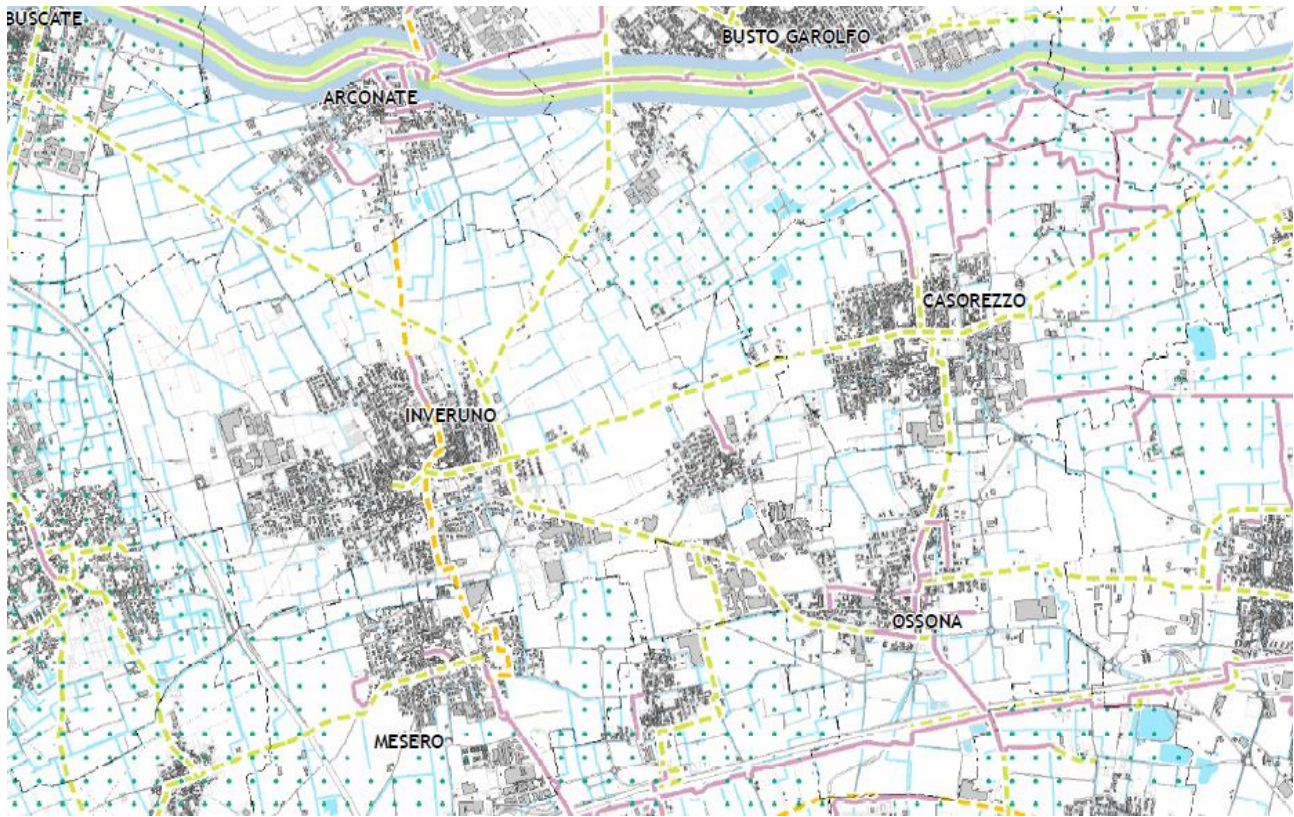 BUSCATE
BUSTO GAROLFO
ARCONATE
CASOREZZO
INVERUNO
OSSONA
MESERO